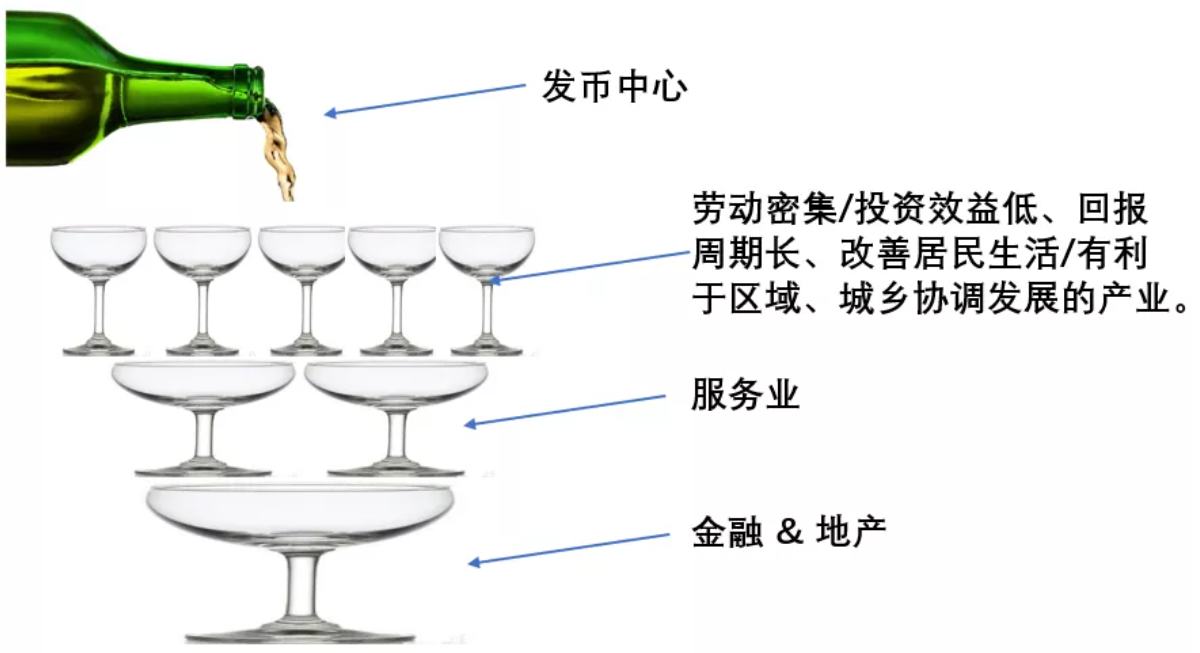 发币中心
劳动密集/投资效益低、回报
周期长、改善居民生活/有利
于区域、城乡协调发展的产业。
服务业
金融 & 地产